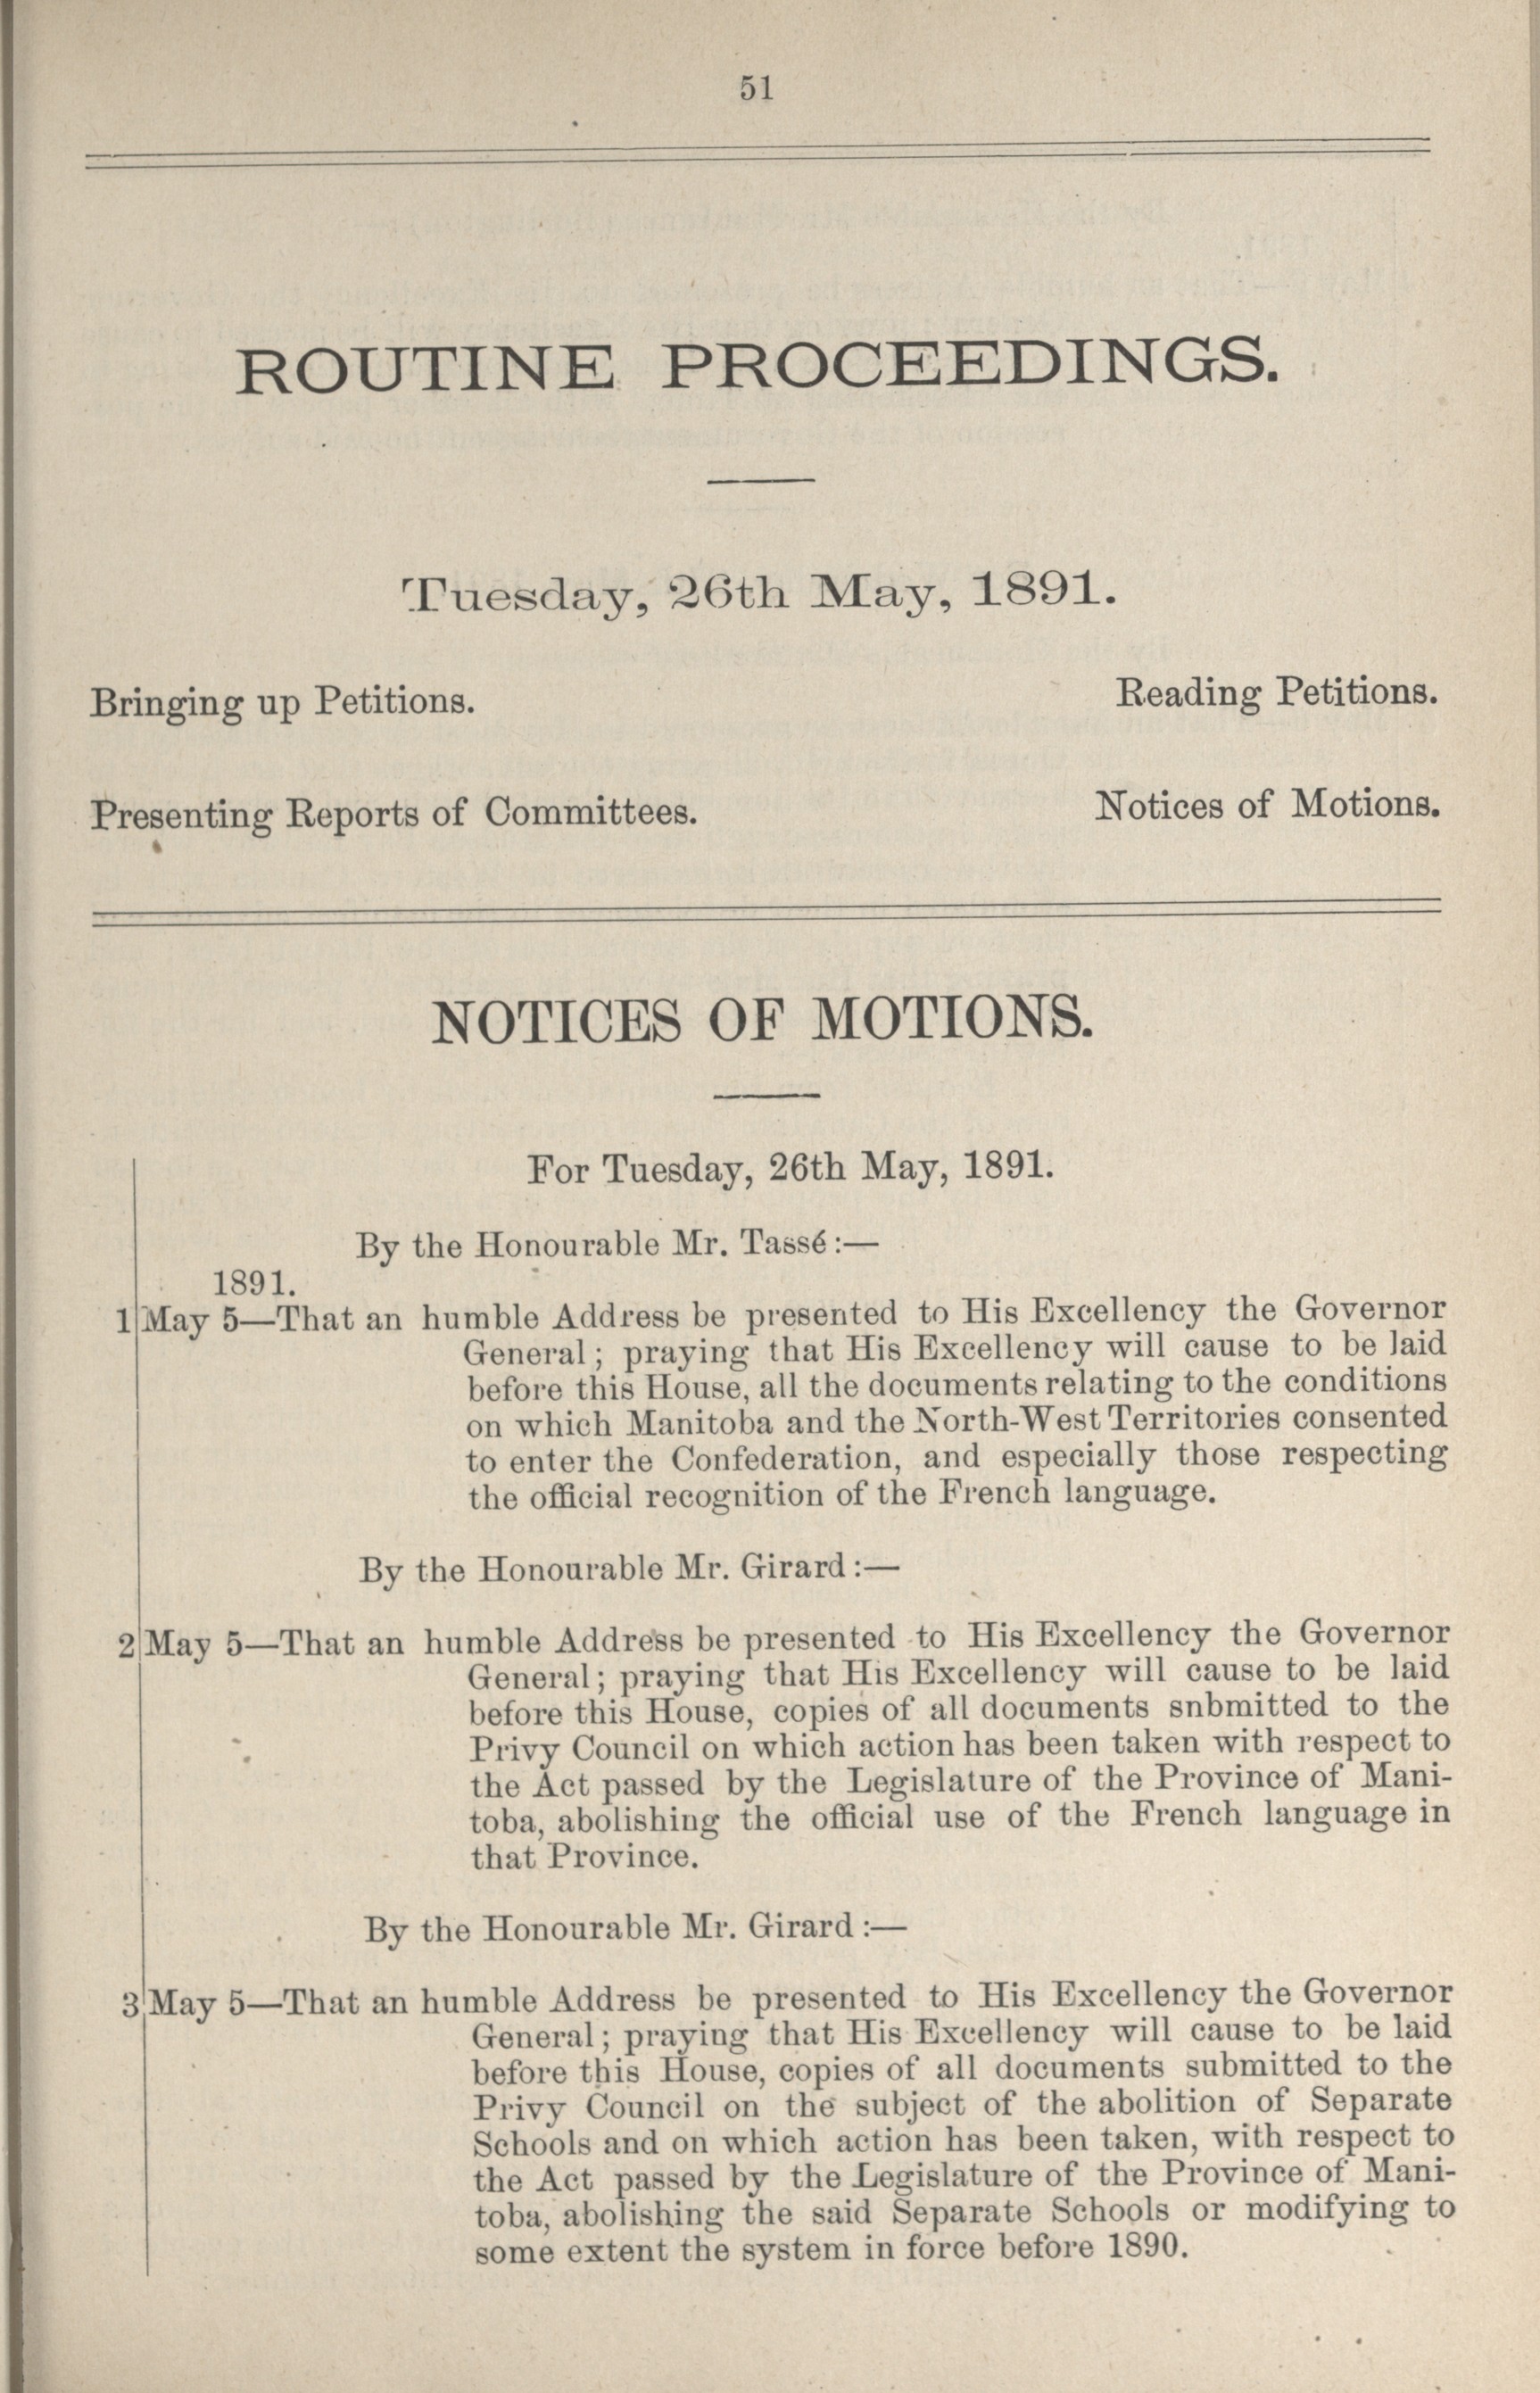 51
ROUTINE PROCEEDINGS.
Tuesday, 26th May, 1891.
Bringing up Petitions. Reading Petitions.
Presenting Reports of Committees. Notices of Motions.
NOTICES OF MOTIONS.
For Tuesday, 26th May, 1891.
By the Honourable Mr. Tassé:—
1891.
1 May 5—That an humble Address be presented to His Excellency the Governor
General; praying that His Excellency will cause to be laid
before this House, all the documents relating to the conditions
on which Manitoba and the North-West Territories consented
to enter the Confederation, and especially those respecting
the official recognition of the French language.
By the Honourable Mr. Girard:—
2 May 5—That an humble Address be presented to His Excellency the Governor
General; praying that His Excellency will cause to be laid
before this House, copies of all documents snbmitted to the
Privy Council on which action has been taken with respect to
the Act passed by the Legislature of the Province of Mani-
toba, abolishing the official use of the French language in
that Province.
By the Honourable Mr. Girard:—
3 May 5—That an humble Address be presented to His Excellency the Governor
General; praying that His Excellency will cause to be laid
before this House, copies of all documents submitted to the
Privy Council on the subject of the abolition of Separate
Schools and on which action has been taken, with respect to
the Act passed by the Legislature of the Province of Mani-
toba, abolishing the said Separate Schools or modifying to
some extent the system in force before 1890.